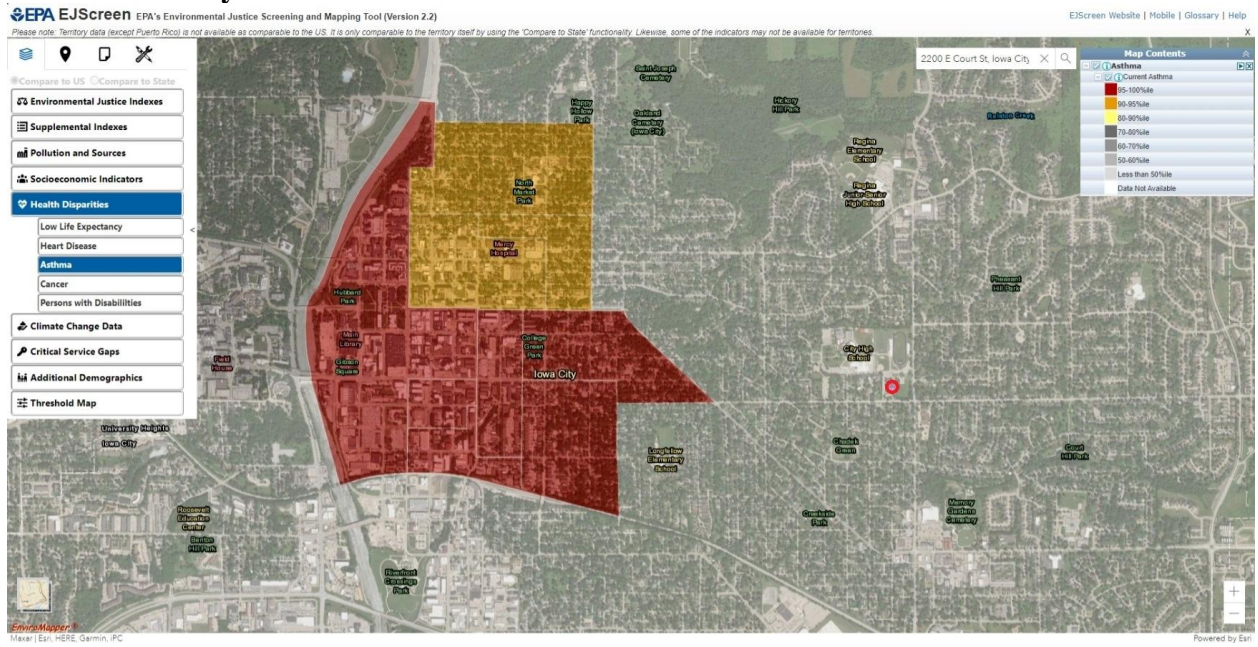 EPA EJScreen EPA's Environmental Justice Screening and Mapping Tool (Version 2.2)
EJScreen Website | Mobile | Glossary | Help
Please note: Territory data (except Puerto Rico) is not available as comparable to the US. It is only comparable to the territory itself by using the 'Compare to State' functionality. Likewise, some of the indicators may not be available for territories.
X
Compare to US Compare to State
Environmental Justice Indexes
Supplemental Indexes
Pollution and Sources
Socioeconomic Indicators
Health Disparities
Low Life Expectancy
Heart Disease
Asthma
Cancer
Persons with Disabilities
Climate Change Data
Critical Service Gaps
Additional Demographics
Threshold Map
<
2200 E Court St, Iowa City
Map Contents
Asthma
Current Asthma
95-100%ile
90-95%ile
80-90%ile
70-80%ile
60-70%ile
50-60%ile
Less than 50%ile
Data Not Available
Saint Joseph
Cemetery
Happy
Hollow
Park
Oakland
Cemetery
(Iowa City)
Hickory
Hill Park
Ralston Creek
Regina
Elementary
School
Regina
Junior-Senior
High School
North
Market
Park
Mercy
Hospital
Pheasant
Hill Park
Hubbard
Park
Main
Library
Gibson
Square
College
Green
Park
Iowa City
Field
House
City High
School
University Heights
Iowa City
Longfellow
Elementary
School
Chadek
Green
Court
Hill Park
Roosevelt
Education
Center
Benton
Hill Park
Creekside
Park
Memory
Gardens
Cemetery
Riverfront
Crossings
Park
EnviroMapper
Maxar | Esri, HERE, Garmin, iPC
+
−
Powered by Esri